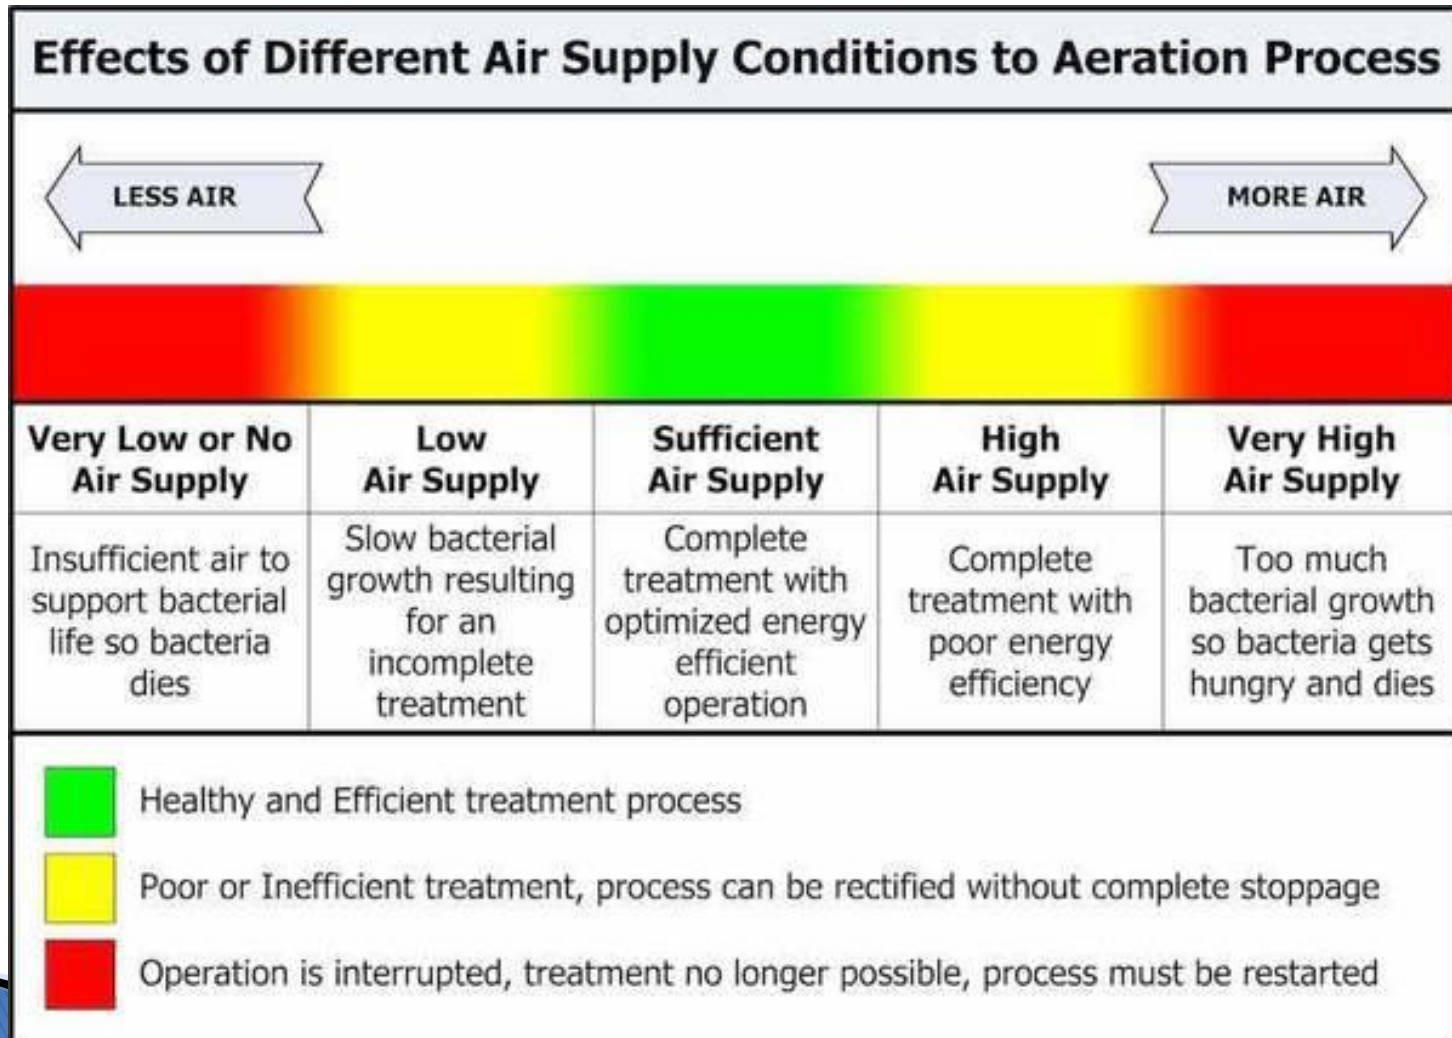 Effects of Different Air Supply Conditions to Aeration Process
LESS AIR
MORE AIR
Very Low or No
Air Supply
Low
Air Supply
Sufficient
Air Supply
High
Air Supply
Very High
Air Supply
Insufficient air to
support bacterial
life so bacteria
dies
Slow bacterial
growth resulting
for an
incomplete
treatment
Complete
treatment with
optimized energy
efficient
operation
Complete
treatment with
poor energy
efficiency
Too much
bacterial growth
so bacteria gets
hungry and dies
Healthy and Efficient treatment process
Poor or Inefficient treatment, process can be rectified without complete stoppage
Operation is interrupted, treatment no longer possible, process must be restarted